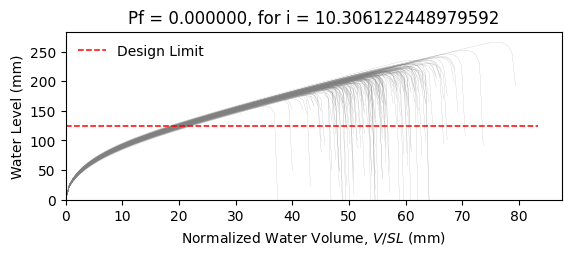 Pf = 0.000000, for i = 10.306122448979592
Design Limit
Water Level (mm)
250
200
150
100
50
0
0 10 20 30 40 50 60 70 80
Normalized Water Volume, V/SL (mm)